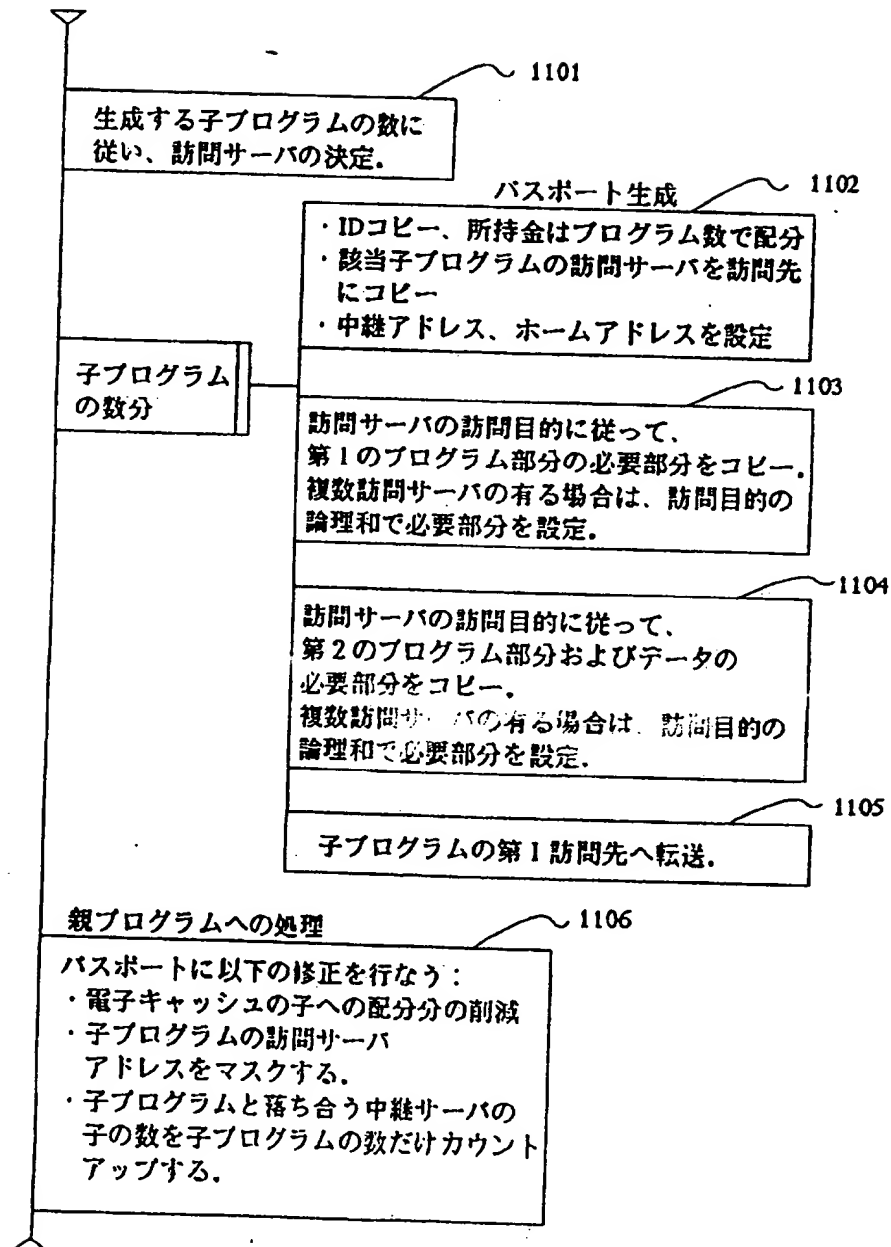 1101
生成する子プログラムの数に
従い、訪問サーバの決定.
パスポート生成
1102
・IDコピー、所持金はプログラム数で配分
・該当子プログラムの訪問サーバを訪問先
にコピー
・中継アドレス、ホームアドレスを設定
子プログラム
の数分
1103
訪問サーバの訪問目的に従って、
第1のプログラム部分の必要部分をコピー.
複数訪問サーバの有る場合は、訪問目的の
論理和で必要部分を設定.
1104
訪問サーバの訪問目的に従って、
第2のプログラム部分およびデータの
必要部分をコピー.
複数訪問サーバの有る場合は、訪問目的の
論理和で必要部分を設定.
1105
子プログラムの第1訪問先へ転送.
親プログラムへの処理
1106
パスポートに以下の修正を行なう:
・電子キャッシュの子への配分分の削減
・子プログラムの訪問サーバ
アドレスをマスクする.
・子プログラムと落ち合う中継サーバの
子の数を子プログラムの数だけカウント
アップする.